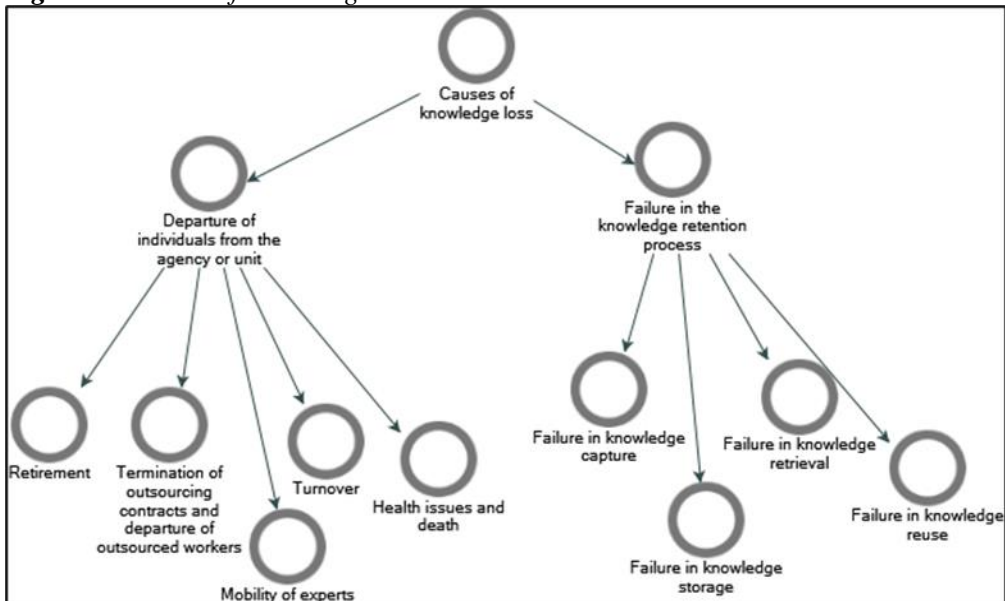 Causes of
knowledge loss
Departure of
individuals from the
agency or unit
Failure in the
knowledge retention
process
Retirement
Termination of
outsourcing
contracts and
departure of
outsourced workers
Mobility of experts
Turnover
Health issues and
death
Failure in knowledge
capture
Failure in knowledge
storage
Failure in knowledge
retrieval
Failure in knowledge
reuse